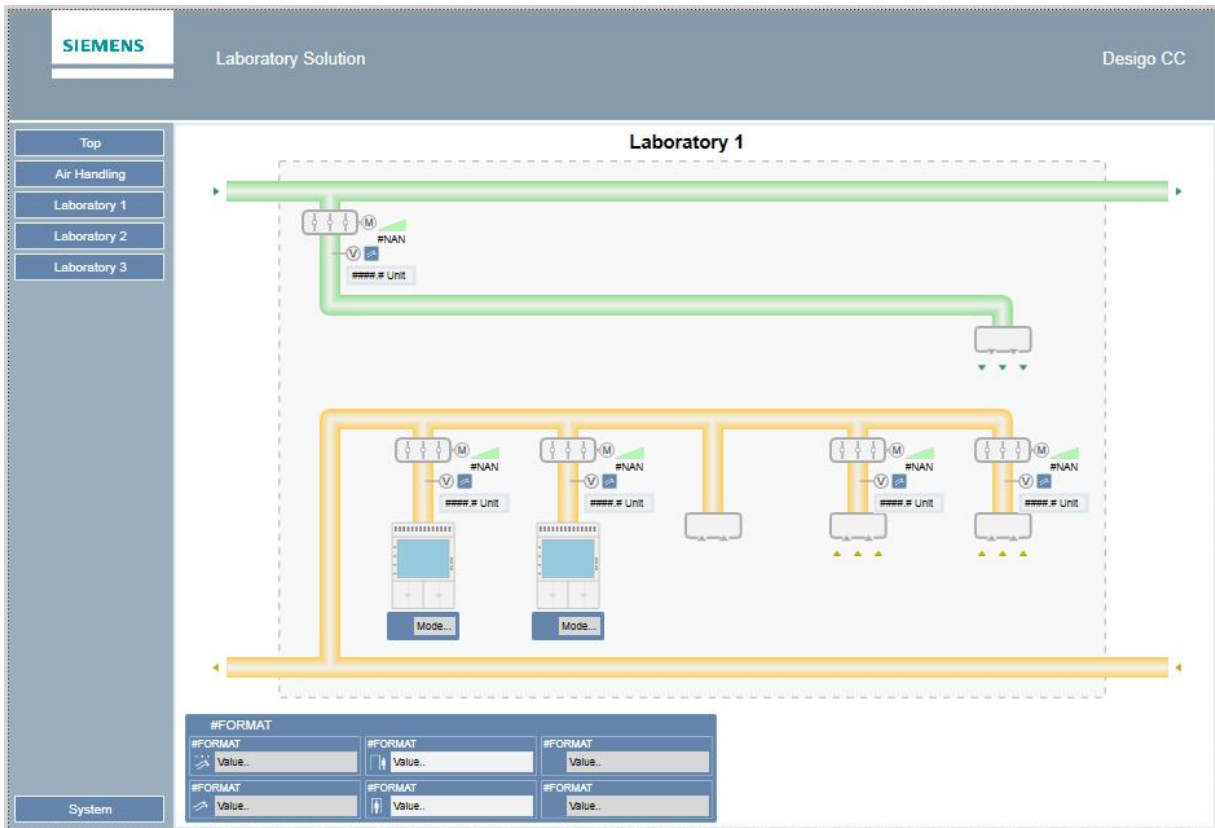 SIEMENS
Laboratory Solution
Desigo CC
Top
Air Handling
Laboratory 1
Laboratory 2
Laboratory 3
System
Laboratory 1
M
#NAN
V
####.# Unit
M
#NAN
V
####.# Unit
M
#NAN
V
####.# Unit
M
#NAN
V
####.# Unit
M
#NAN
V
####.# Unit
Mode...
Mode...
#FORMAT
#FORMAT
#FORMAT
#FORMAT
Value..
Value..
Value..
#FORMAT
#FORMAT
#FORMAT
Value..
Value..
Value..